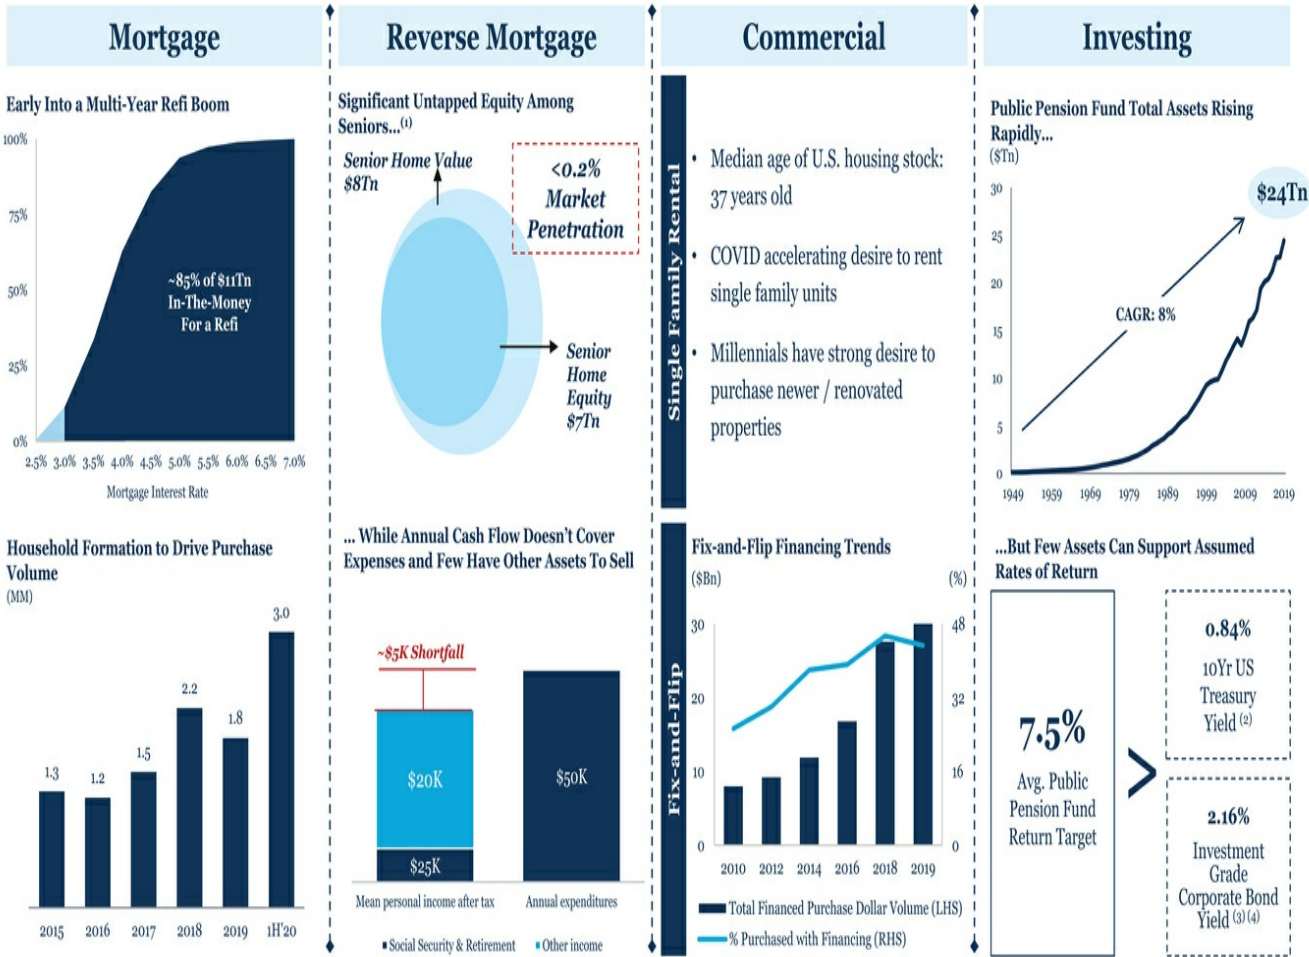 Mortgage
Early Into a Multi-Year Refi Boom
100%
75%
50%
25%
0%
~85% of $11Tn
In-The-Money
For a Refi
2.5% 3.0% 3.5% 4.0% 4.5% 5.0% 5.5% 6.0% 6.5% 7.0%
Mortgage Interest Rate
Household Formation to Drive Purchase
Volume
(MM)
1.3
1.2
1.5
2.2
1.8
3.0
2015 2016 2017 2018 2019 1H'20
Reverse Mortgage
Significant Untapped Equity Among
Seniors...(1)
Senior Home Value
$8Tn
<0.2%
Market
Penetration
Senior
Home
Equity
$7Tn
... While Annual Cash Flow Doesn't Cover
Expenses and Few Have Other Assets To Sell
~$5K Shortfall
$20K
$25K
$50K
Mean personal income after tax
Annual expenditures
Social Security & Retirement
Other income
Commercial
Single Family Rental
• Median age of U.S. housing stock:
37 years old
• COVID accelerating desire to rent
single family units
• Millennials have strong desire to
purchase newer / renovated
properties
Fix-and-Flip
Fix-and-Flip Financing Trends
($Bn)
(%)
30
20
10
0
48
32
16
0
2010 2012 2014 2016 2018 2019
Total Financed Purchase Dollar Volume (LHS)
% Purchased with Financing (RHS)
Investing
Public Pension Fund Total Assets Rising
Rapidly...
($Tn)
30
25
20
15
10
5
0
$24Tn
CAGR: 8%
1949 1959 1969 1979 1989 1999 2009 2019
...But Few Assets Can Support Assumed
Rates of Return
7.5%
Avg. Public
Pension Fund
Return Target
>
0.84%
10Yr US
Treasury
Yield (2)
2.16%
Investment
Grade
Corporate Bond
Yield (3) (4)